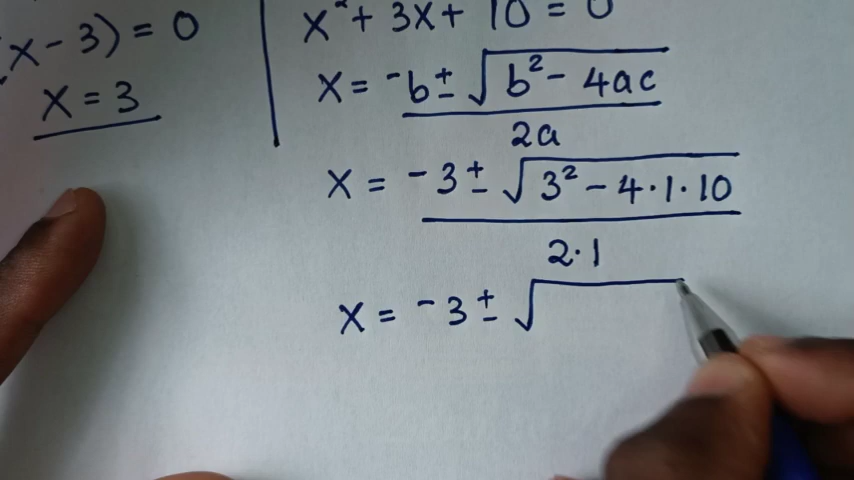 x - 3) = 0
x = 3
x² + 3x + 10 = 0
x = -b ± √(b² - 4ac)
2a
x = -3 ± √(3² - 4·1·10)
2·1
x = -3 ± √